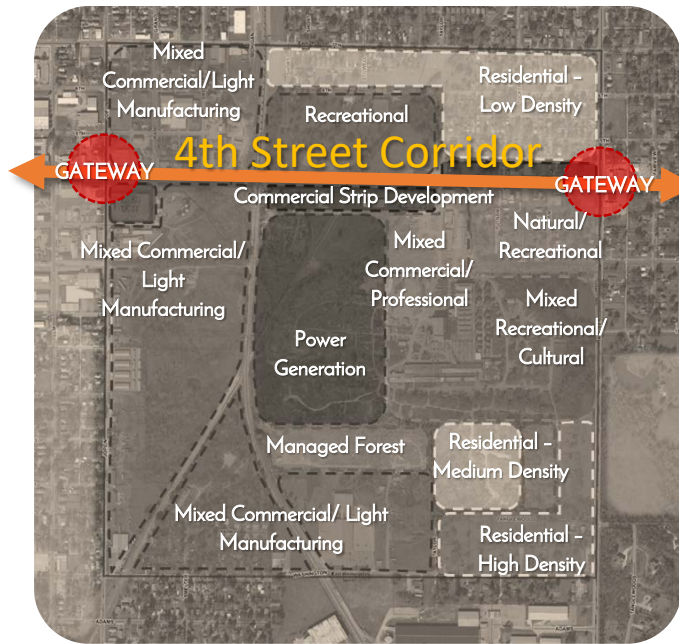 Mixed
Commercial/Light
Manufacturing
Residential –
Low Density
Recreational
4th Street Corridor
GATEWAY
GATEWAY
Commercial Strip Development
Natural/
Recreational
Mixed Commercial/
Light
Manufacturing
Mixed
Commercial/
Professional
Mixed
Recreational/
Cultural
Power
Generation
Managed Forest
Residential –
Medium Density
Mixed Commercial/ Light
Manufacturing
Residential –
High Density
ADAMS
ADAMS